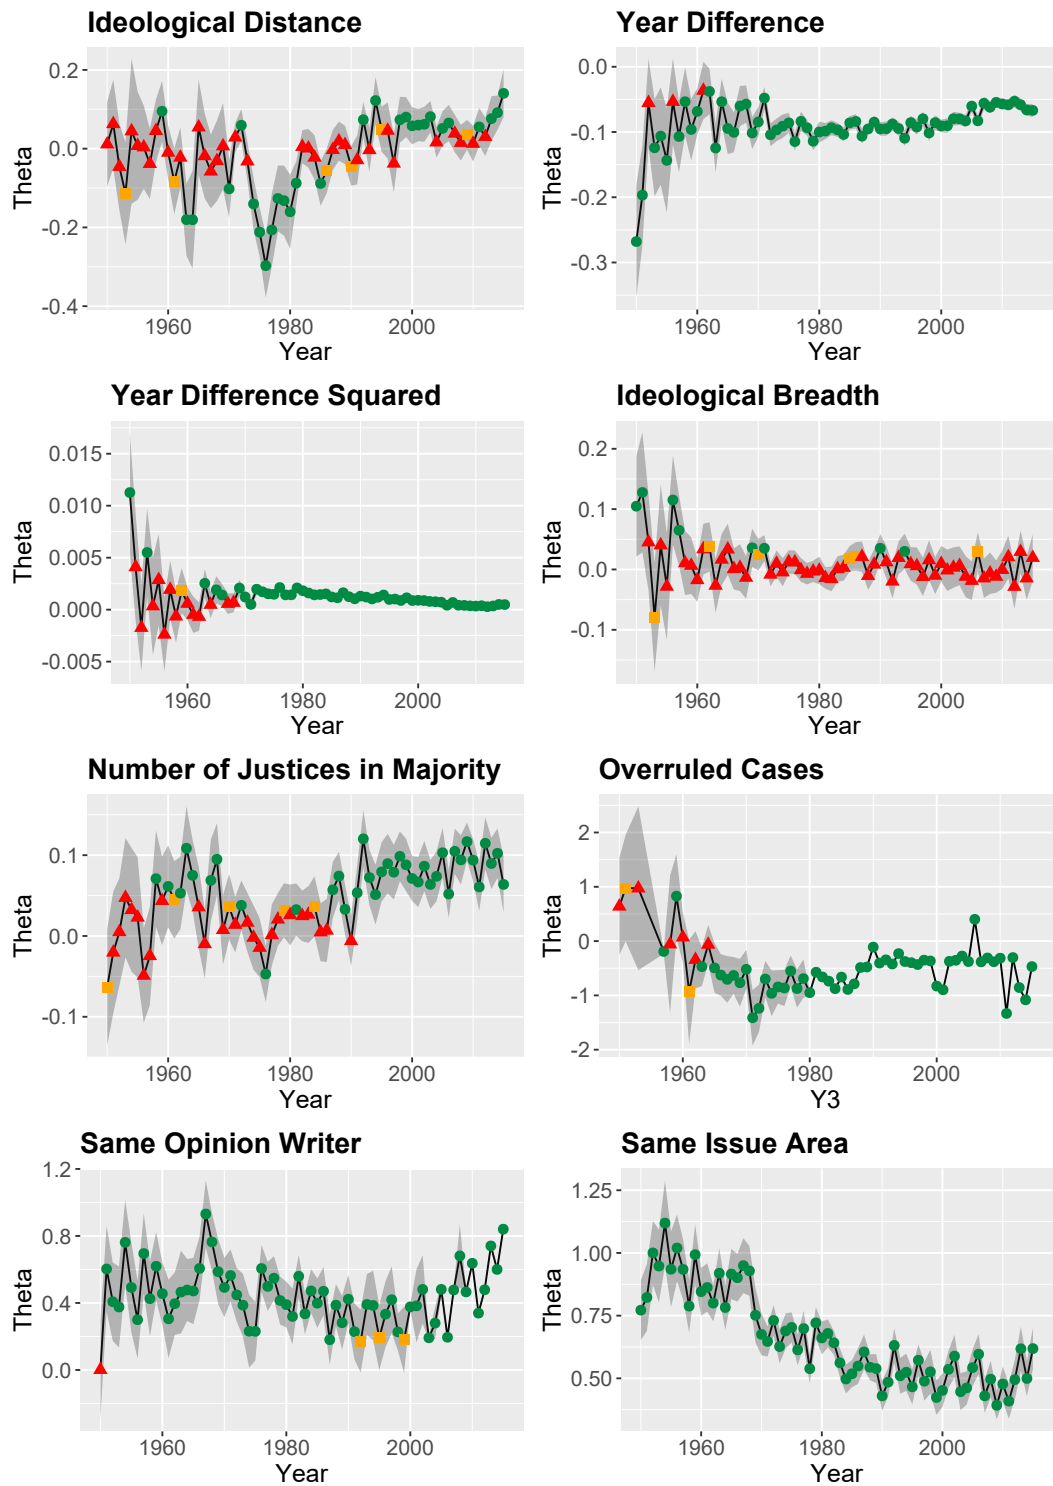 Ideological Distance
Theta
0.2
0.0
-0.2
-0.4
1960 1980 2000
Year
Year Difference
Theta
0.0
-0.1
-0.2
-0.3
1960 1980 2000
Year
Year Difference Squared
Theta
0.015
0.010
0.005
0.000
-0.005
1960 1980 2000
Year
Ideological Breadth
Theta
0.2
0.1
0.0
-0.1
1960 1980 2000
Year
Number of Justices in Majority
Theta
0.1
0.0
-0.1
1960 1980 2000
Year
Overruled Cases
Theta
2
1
0
-1
-2
1960 1980 2000
Y3
Same Opinion Writer
Theta
1.2
0.8
0.4
0.0
1960 1980 2000
Year
Same Issue Area
Theta
1.25
1.00
0.75
0.50
1960 1980 2000
Year